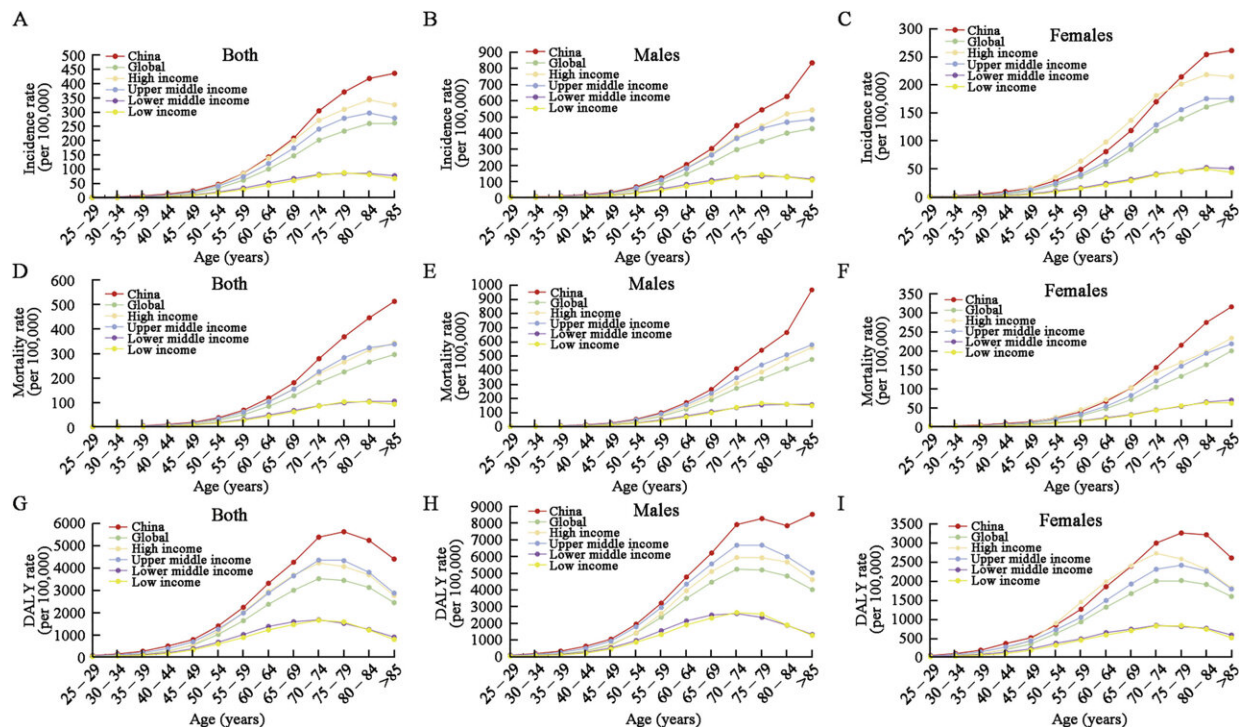 A
Both
Incidence rate
(per 100,000)
500
450
400
350
300
250
200
150
100
50
0
China
Global
High income
Upper middle income
Lower middle income
Low income
25–29
30–34
35–39
40–44
45–49
50–54
55–59
60–64
65–69
70–74
75–79
80–84
>85
Age (years)
B
Males
Incidence rate
(per 100,000)
900
800
700
600
500
400
300
200
100
0
China
Global
High income
Upper middle income
Lower middle income
Low income
25–29
30–34
35–39
40–44
45–49
50–54
55–59
60–64
65–69
70–74
75–79
80–84
>85
Age (years)
C
Females
Incidence rate
(per 100,000)
300
250
200
150
100
50
0
China
Global
High income
Upper middle income
Lower middle income
Low income
25–29
30–34
35–39
40–44
45–49
50–54
55–59
60–64
65–69
70–74
75–79
80–84
>85
Age (years)
D
Both
Mortality rate
(per 100,000)
600
500
400
300
200
100
0
China
Global
High income
Upper middle income
Lower middle income
Low income
25–29
30–34
35–39
40–44
45–49
50–54
55–59
60–64
65–69
70–74
75–79
80–84
>85
Age (years)
E
Males
Mortality rate
(per 100,000)
1000
900
800
700
600
500
400
300
200
100
0
China
Global
High income
Upper middle income
Lower middle income
Low income
25–29
30–34
35–39
40–44
45–49
50–54
55–59
60–64
65–69
70–74
75–79
80–84
>85
Age (years)
F
Females
Mortality rate
(per 100,000)
350
300
250
200
150
100
50
0
China
Global
High income
Upper middle income
Lower middle income
Low income
25–29
30–34
35–39
40–44
45–49
50–54
55–59
60–64
65–69
70–74
75–79
80–84
>85
Age (years)
G
Both
DALY rate
(per 100,000)
6000
5000
4000
3000
2000
1000
0
China
Global
High income
Upper middle income
Lower middle income
Low income
25–29
30–34
35–39
40–44
45–49
50–54
55–59
60–64
65–69
70–74
75–79
80–84
>85
Age (years)
H
Males
DALY rate
(per 100,000)
9000
8000
7000
6000
5000
4000
3000
2000
1000
0
China
Global
High income
Upper middle income
Lower middle income
Low income
25–29
30–34
35–39
40–44
45–49
50–54
55–59
60–64
65–69
70–74
75–79
80–84
>85
Age (years)
I
Females
DALY rate
(per 100,000)
3500
3000
2500
2000
1500
1000
500
0
China
Global
High income
Upper middle income
Lower middle income
Low income
25–29
30–34
35–39
40–44
45–49
50–54
55–59
60–64
65–69
70–74
75–79
80–84
>85
Age (years)